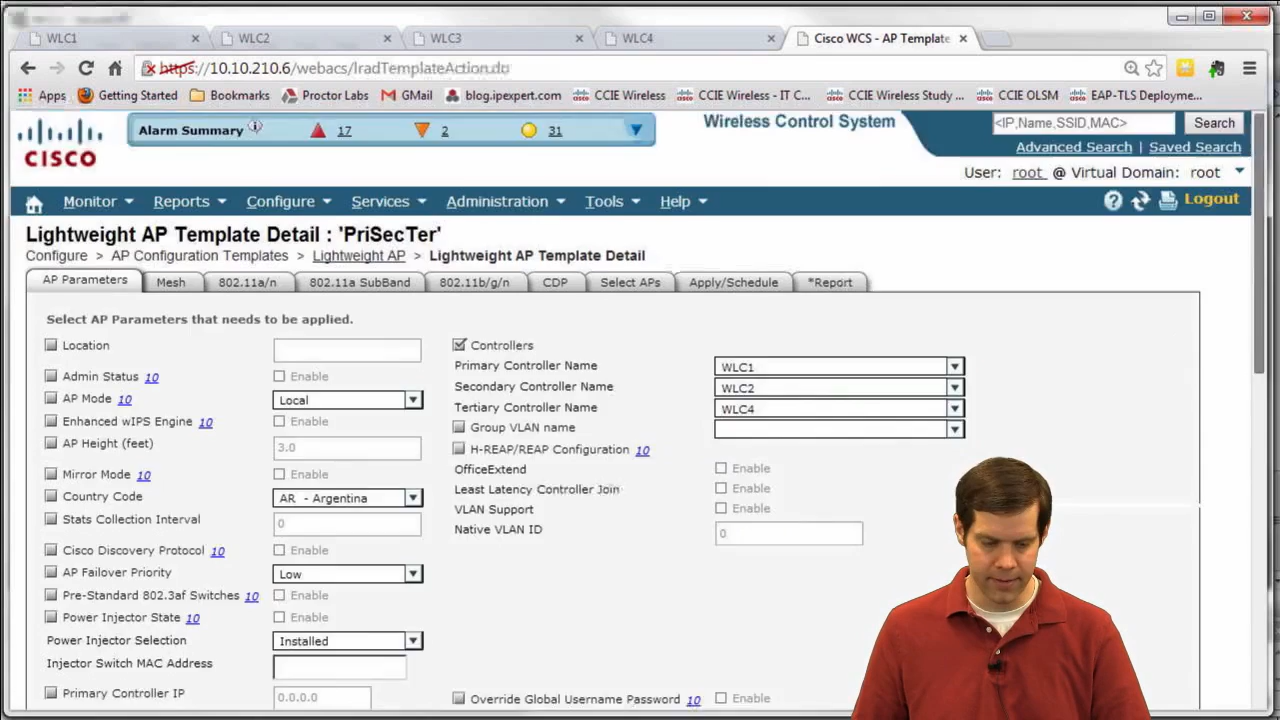 WLC1
WLC2
WLC3
WLC4
Cisco WCS - AP Template
https://10.10.210.6/webacs/lradTemplateAction.do
Apps
Getting Started
Bookmarks
Proctor Labs
GMail
blog.ipexpert.com
CCIE Wireless
CCIE Wireless - IT C...
CCIE Wireless Study ...
CCIE OLSM
EAP-TLS Deployme...
CISCO
Alarm Summary
17
2
31
Wireless Control System
<IP,Name,SSID,MAC>
Search
Advanced Search | Saved Search
User: root @ Virtual Domain: root
Monitor
Reports
Configure
Services
Administration
Tools
Help
Logout
Lightweight AP Template Detail : 'PriSecTer'
Configure > AP Configuration Templates > Lightweight AP > Lightweight AP Template Detail
AP Parameters
Mesh
802.11a/n
802.11a SubBand
802.11b/g/n
CDP
Select APs
Apply/Schedule
*Report
Select AP Parameters that needs to be applied.
Location
Admin Status 10
Enable
AP Mode 10
Local
Enhanced wIPS Engine 10
Enable
AP Height (feet)
3.0
Mirror Mode 10
Enable
Country Code
AR - Argentina
Stats Collection Interval
0
Cisco Discovery Protocol 10
Enable
AP Failover Priority
Low
Pre-Standard 802.3af Switches 10
Enable
Power Injector State 10
Enable
Power Injector Selection
Installed
Injector Switch MAC Address
Primary Controller IP
0.0.0.0
Controllers
Primary Controller Name
WLC1
Secondary Controller Name
WLC2
Tertiary Controller Name
WLC4
Group VLAN name
H-REAP/REAP Configuration 10
OfficeExtend
Enable
Least Latency Controller Join
Enable
VLAN Support
Enable
Native VLAN ID
0
Override Global Username Password 10
Enable